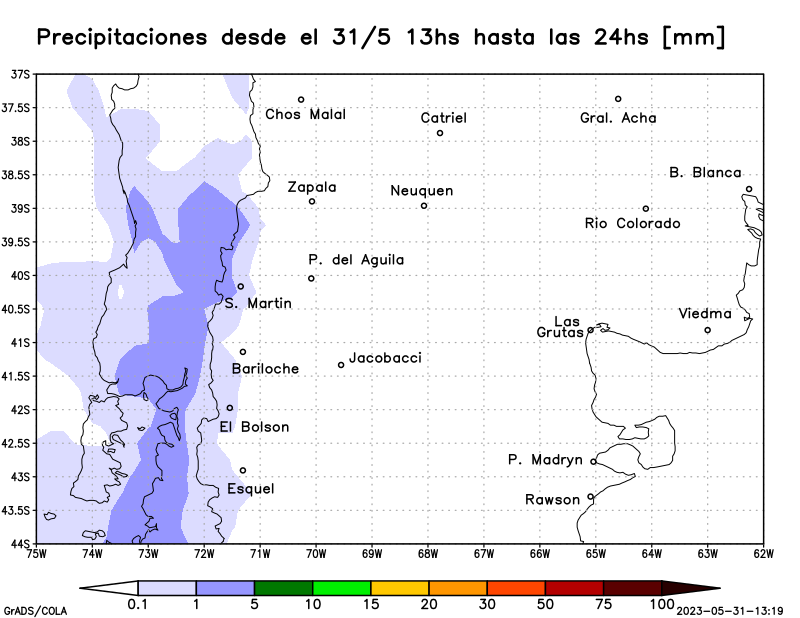 Precipitaciones desde el 31/5 13hs hasta las 24hs [mm]
37S
37.5S
38S
38.5S
39S
39.5S
40S
40.5S
41S
41.5S
42S
42.5S
43S
43.5S
44S
Chos Malal
Catriel
Gral. Acha
B. Blanca
Zapala
Neuquen
Rio Colorado
P. del Aguila
S. Martin
Viedma
Las
Grutas
Jacobacci
Bariloche
El Bolson
P. Madryn
Esquel
Rawson
75W 74W 73W 72W 71W 70W 69W 68W 67W 66W 65W 64W 63W 62W
0.1 1 5 10 15 20 30 50 75 100
GrADS/COLA
2023-05-31-13:19